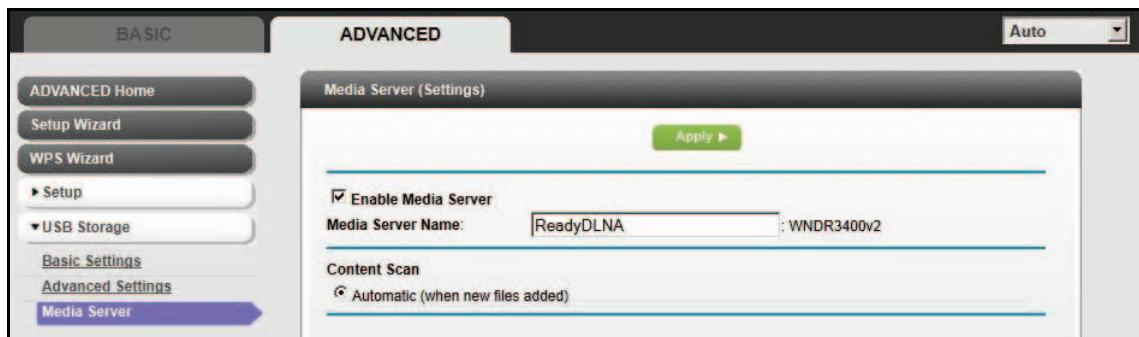 BASIC
ADVANCED
Auto
ADVANCED Home
Setup Wizard
WPS Wizard
Setup
USB Storage
Basic Settings
Advanced Settings
Media Server
Media Server (Settings)
Apply
Enable Media Server
Media Server Name: ReadyDLNA : WNDR3400v2
Content Scan
Automatic (when new files added)